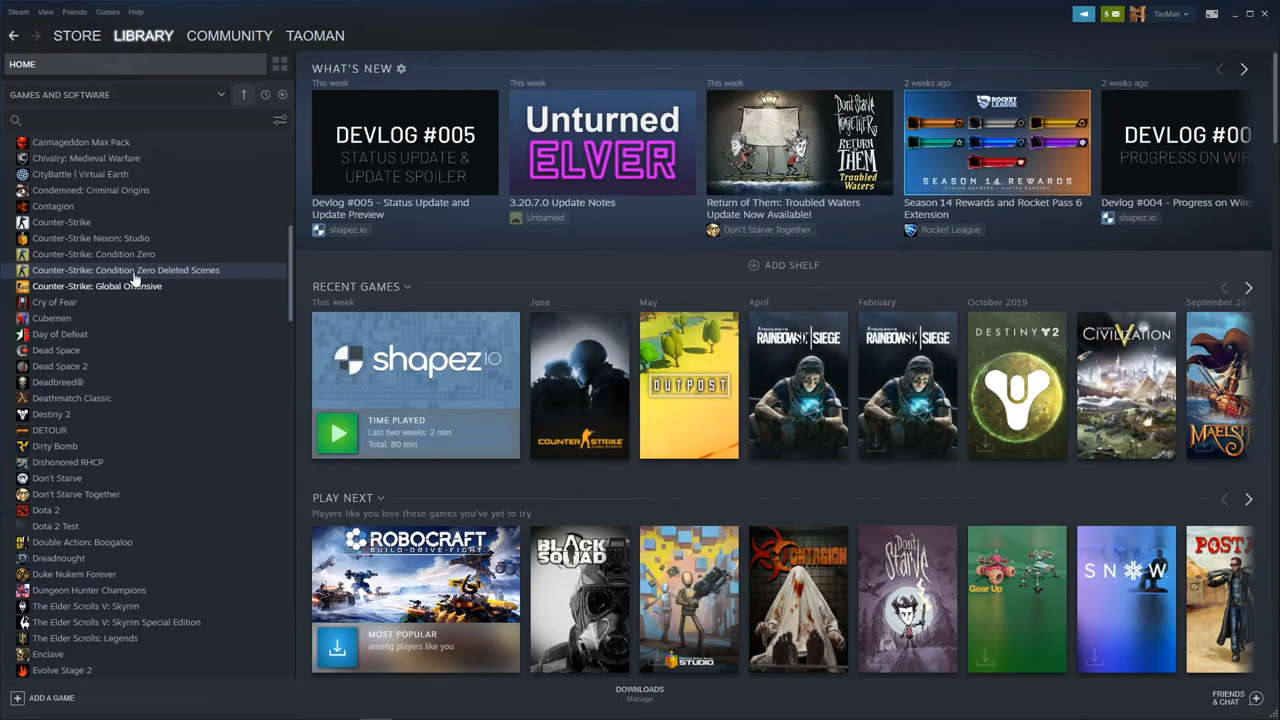 Steam View Friends Games Help
5 TaoMan
STORE LIBRARY COMMUNITY TAOMAN
HOME
GAMES AND SOFTWARE
Carmageddon Max Pack
Chivalry: Medieval Warfare
CityBattle | Virtual Earth
Condemned: Criminal Origins
Contagion
Counter-Strike
Counter-Strike Nexon: Studio
Counter-Strike: Condition Zero
Counter-Strike: Condition Zero Deleted Scenes
Counter-Strike: Global Offensive
Cry of Fear
Cubemen
Day of Defeat
Dead Space
Dead Space 2
Deadbreed®
Deathmatch Classic
Destiny 2
DETOUR
Dirty Bomb
Dishonored RHCP
Don't Starve
Don't Starve Together
Dota 2
Dota 2 Test
Double Action: Boogaloo
Dreadnought
Duke Nukem Forever
Dungeon Hunter Champions
The Elder Scrolls V: Skyrim
The Elder Scrolls V: Skyrim Special Edition
The Elder Scrolls: Legends
Enclave
Evolve Stage 2
ADD A GAME
WHAT'S NEW
This week
DEVLOG #005
STATUS UPDATE &
UPDATE SPOILER
Devlog #005 - Status Update and
Update Preview
shapez.io
This week
Unturned
ELVER
3.20.7.0 Update Notes
Unturned
This week
Don't Starve
TOGETHER
RETURN OF
THEM
Troubled
Waters
Return of Them: Troubled Waters
Update Now Available!
Don't Starve Together
2 weeks ago
ROCKET
LEAGUE
SEASON 14 REWARDS
Season 14 Rewards and Rocket Pass 6
Extension
Rocket League
2 weeks ago
DEVLOG #00
PROGRESS ON WIRE
Devlog #004 - Progress on Wire
shapez.io
ADD SHELF
RECENT GAMES
This week
shapez IO
TIME PLAYED
Last two weeks: 2 min
Total: 80 min
June
COUNTER STRIKE
May
OUTPOST
April
RAINBOW SIX SIEGE
February
RAINBOW SIX SIEGE
October 2019
DESTINY 2
CIVILIZATION
V
September 201
MAELST
PLAY NEXT
Players like you love these games you've yet to try
ROBOCRAFT
BUILD·DRIVE·FIGHT
MOST POPULAR
among players like you
BLACK
SQUAD
STUDIO
CONTAGION
Don't
Starve
Gear Up
SNOW
POSTA
DOWNLOADS
Manage
FRIENDS
& CHAT